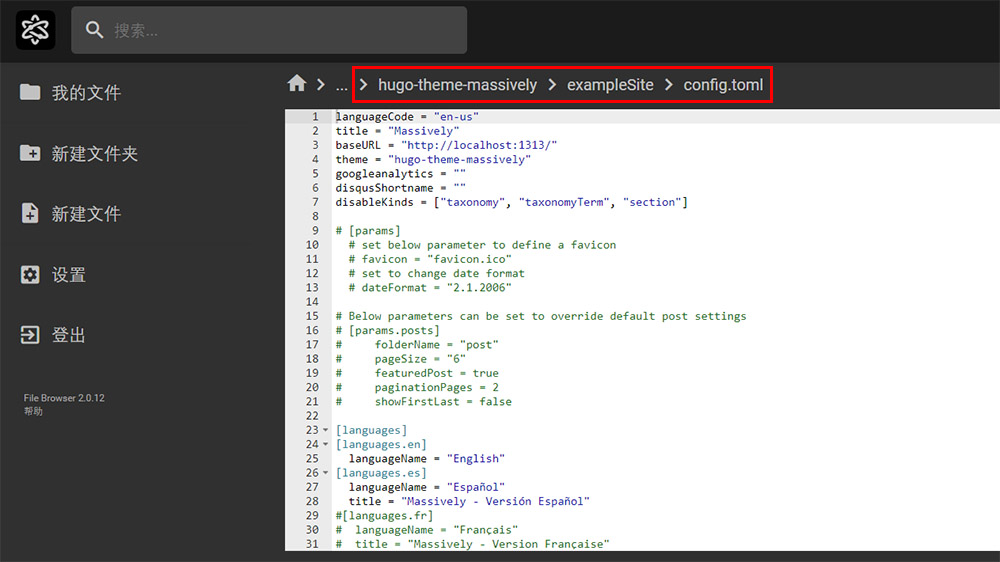 搜索...
我的文件
新建文件夹
新建文件
设置
登出
File Browser 2.0.12
帮助
... hugo-theme-massively exampleSite config.toml
1 languageCode = "en-us"
2 title = "Massively"
3 baseURL = "http://localhost:1313/"
4 theme = "hugo-theme-massively"
5 googleanalytics = ""
6 disqusShortname = ""
7 disableKinds = ["taxonomy", "taxonomyTerm", "section"]
8
9 # [params]
10 # set below parameter to define a favicon
11 # favicon = "favicon.ico"
12 # set to change date format
13 # dateFormat = "2.1.2006"
14
15 # Below parameters can be set to override default post settings
16 # [params.posts]
17 # folderName = "post"
18 # pageSize = "6"
19 # featuredPost = true
20 # paginationPages = 2
21 # showFirstLast = false
22
23 [languages]
24 [languages.en]
25 languageName = "English"
26 [languages.es]
27 languageName = "Español"
28 title = "Massively - Versión Español"
29 #[languages.fr]
30 # languageName = "Français"
31 # title = "Massively - Version Française"